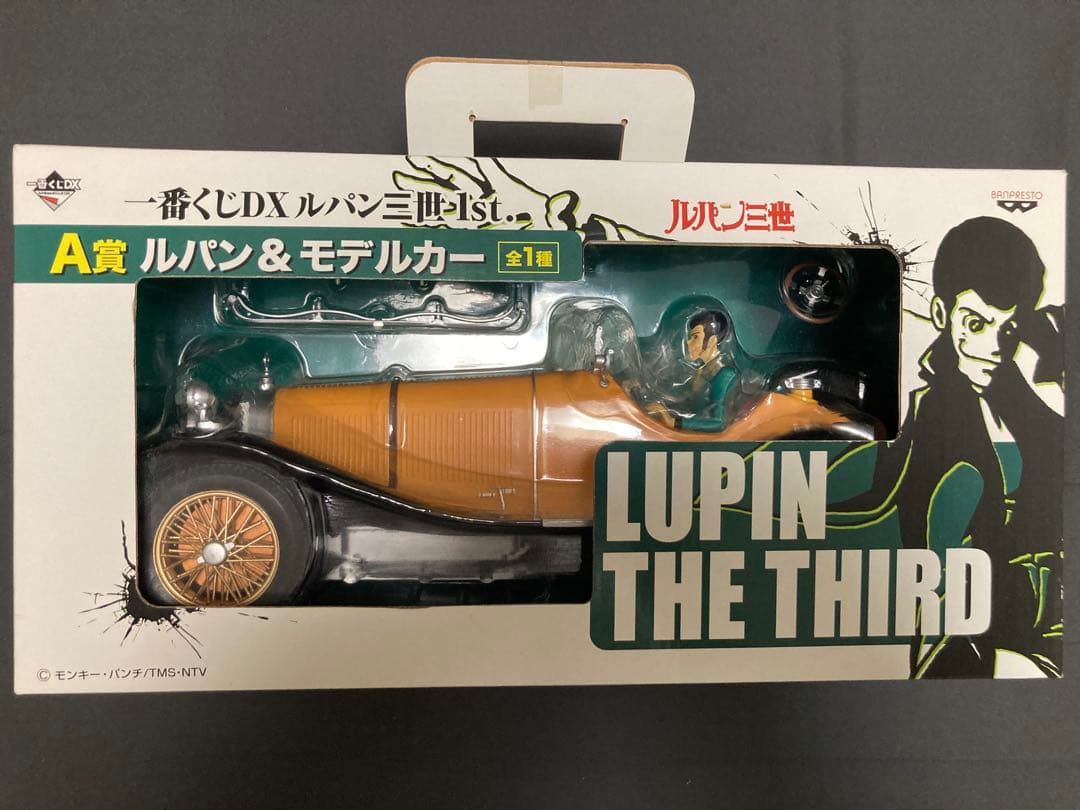 一番くじDX
一番くじDX ルパン三世 1st.
ルパン三世
BANPRESTO
A賞 ルパン&モデルカー 全1種
LUPIN
THE THIRD
© モンキー・パンチ/TMS・NTV